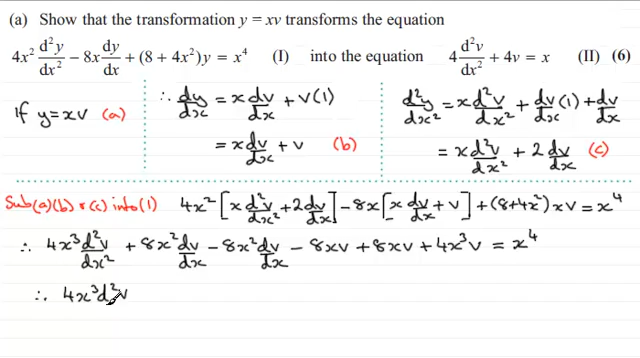 (a) Show that the transformation y = xv transforms the equation
4x² d²y/dx² − 8x dy/dx + (8 + 4x²)y = x⁴ (I) into the equation 4 d²v/dx² + 4v = x (II) (6)
If y = xv (a)
∴ dy/dx = x dv/dx + v(1)
= x dv/dx + v (b)
d²y/dx² = x d²v/dx² + dv/dx (1) + dv/dx
= x d²v/dx² + 2 dv/dx (c)
Sub(a)(b) & (c) into (1) 4x² [x d²v/dx² + 2 dv/dx] − 8x [x dv/dx + v] + (8+4x²) xv = x⁴
∴ 4x³ d²v/dx² + 8x² dv/dx − 8x² dv/dx − 8xv + 8xv + 4x³v = x⁴
∴ 4x³ d²v